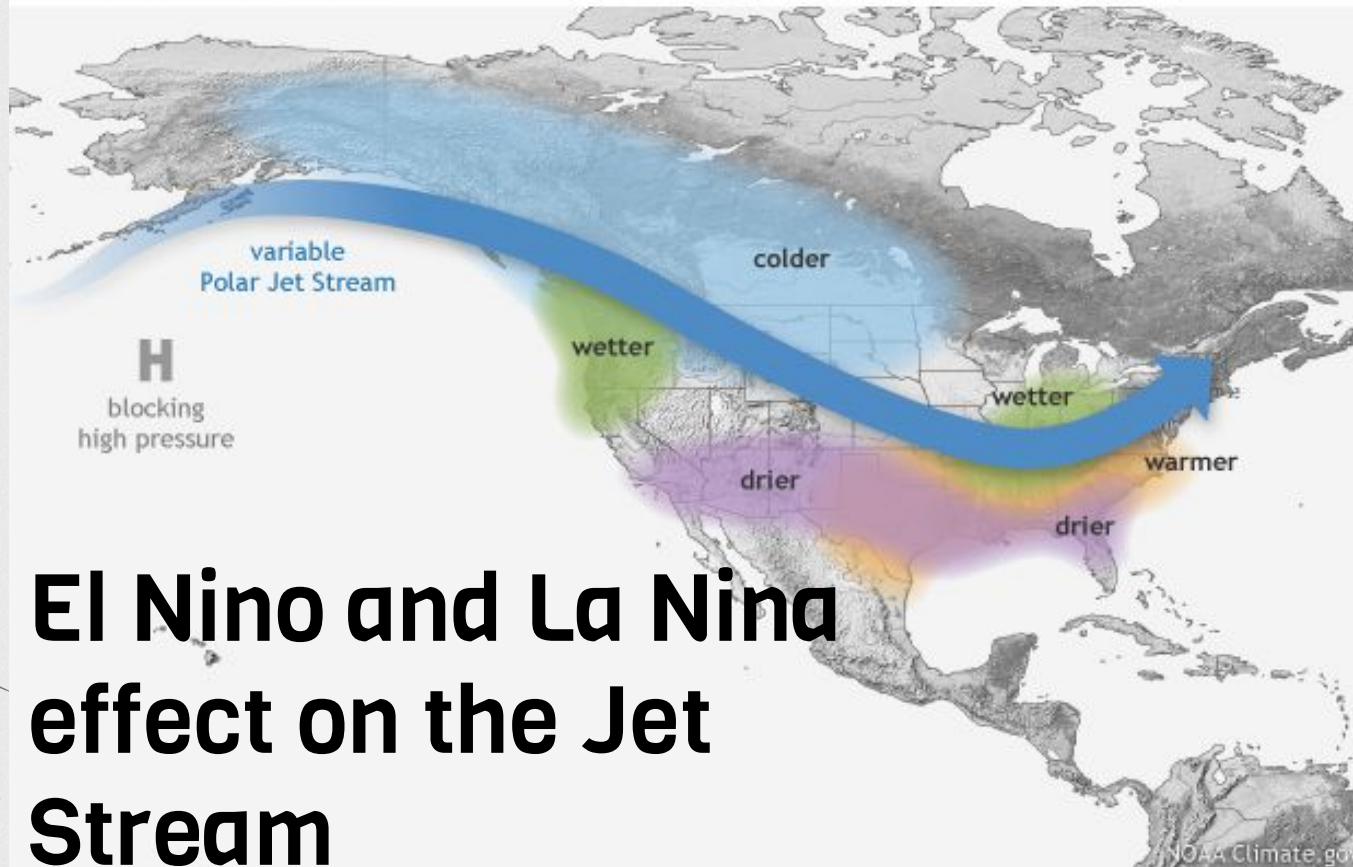 variable
Polar Jet Stream
colder
H
blocking
high pressure
wetter
wetter
warmer
drier
drier
El Nino and La Nina
effect on the Jet
Stream
NOAA Climate.go